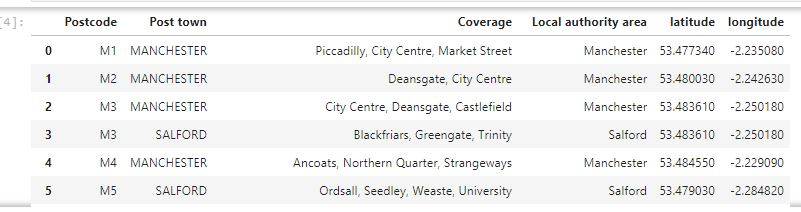 [4]:
Postcode Post town Coverage Local authority area latitude longitude
0 M1 MANCHESTER Piccadilly, City Centre, Market Street Manchester 53.477340 -2.235080
1 M2 MANCHESTER Deansgate, City Centre Manchester 53.480030 -2.242630
2 M3 MANCHESTER City Centre, Deansgate, Castlefield Manchester 53.483610 -2.250180
3 M3 SALFORD Blackfriars, Greengate, Trinity Salford 53.483610 -2.250180
4 M4 MANCHESTER Ancoats, Northern Quarter, Strangeways Manchester 53.484550 -2.229090
5 M5 SALFORD Ordsall, Seedley, Weaste, University Salford 53.479030 -2.284820